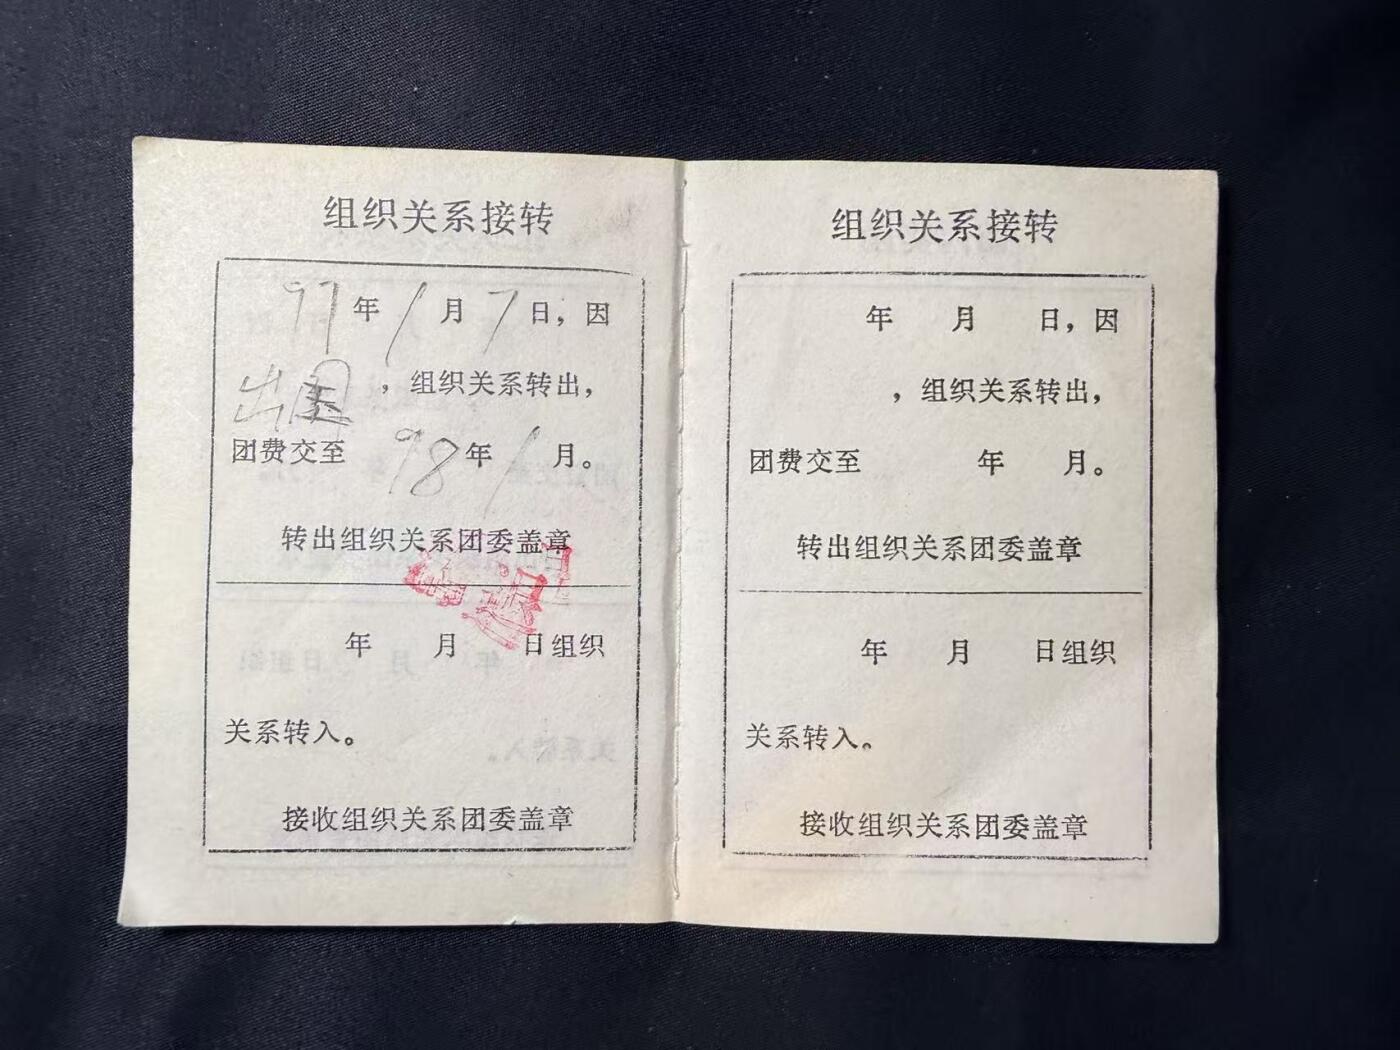 组织关系接转
97年1月7日，因
出国，组织关系转出，
团费交至98年1月。
转出组织关系团委盖章
年 月 日组织
关系转入。
接收组织关系团委盖章
组织关系接转
年 月 日，因
，组织关系转出，
团费交至 年 月。
转出组织关系团委盖章
年 月 日组织
关系转入。
接收组织关系团委盖章